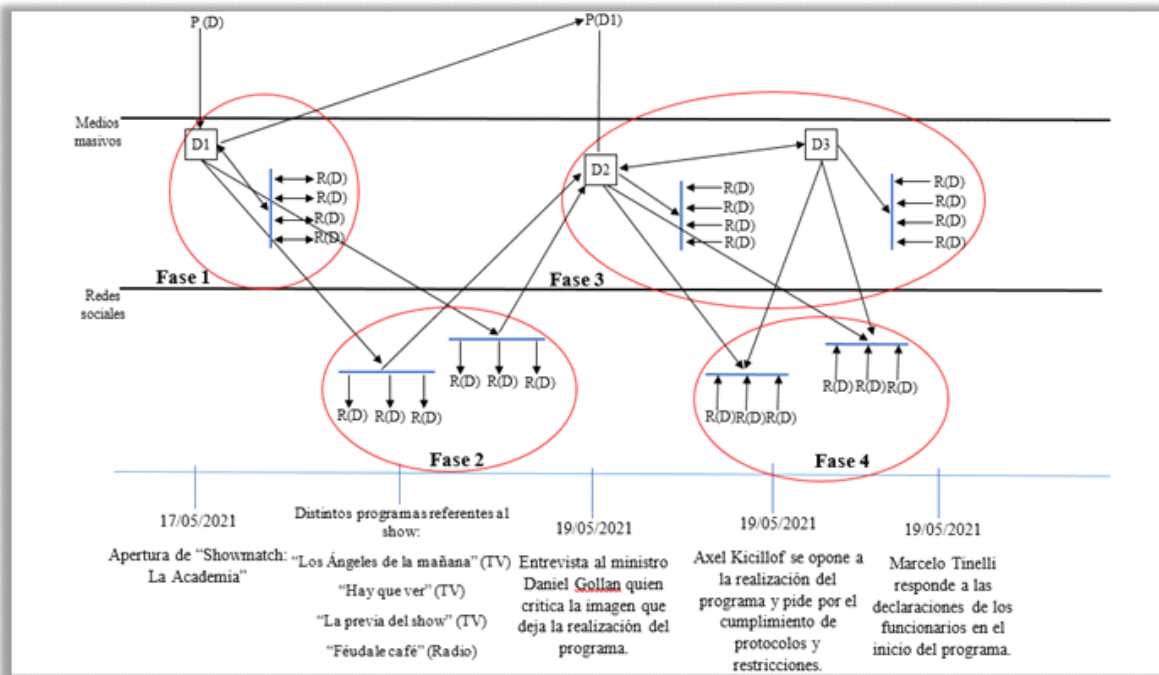 P (D)
P(D1)
Medios
masivos
D1
D2
D3
R(D)
R(D)
R(D)
R(D)
R(D)
R(D)
R(D)
R(D)
R(D)
R(D)
R(D)
R(D)
Fase 1
Fase 3
Redes
sociales
R(D) R(D) R(D)
R(D) R(D) R(D)
R(D) R(D) R(D)
R(D) R(D) R(D)
Fase 2
Fase 4
17/05/2021
Apertura de “Showmatch:
La Academia”
Distintos programas referentes al
show:
“Los Ángeles de la mañana” (TV)
“Hay que ver” (TV)
“La previa del show” (TV)
“Féudale café” (Radio)
19/05/2021
Entrevista al ministro
Daniel Gollan quien
critica la imagen que
deja la realización del
programa.
19/05/2021
Axel Kicillof se opone a
la realización del
programa y pide por el
cumplimiento de
protocolos y
restricciones.
19/05/2021
Marcelo Tinelli
responde a las
declaraciones de los
funcionarios en el
inicio del programa.